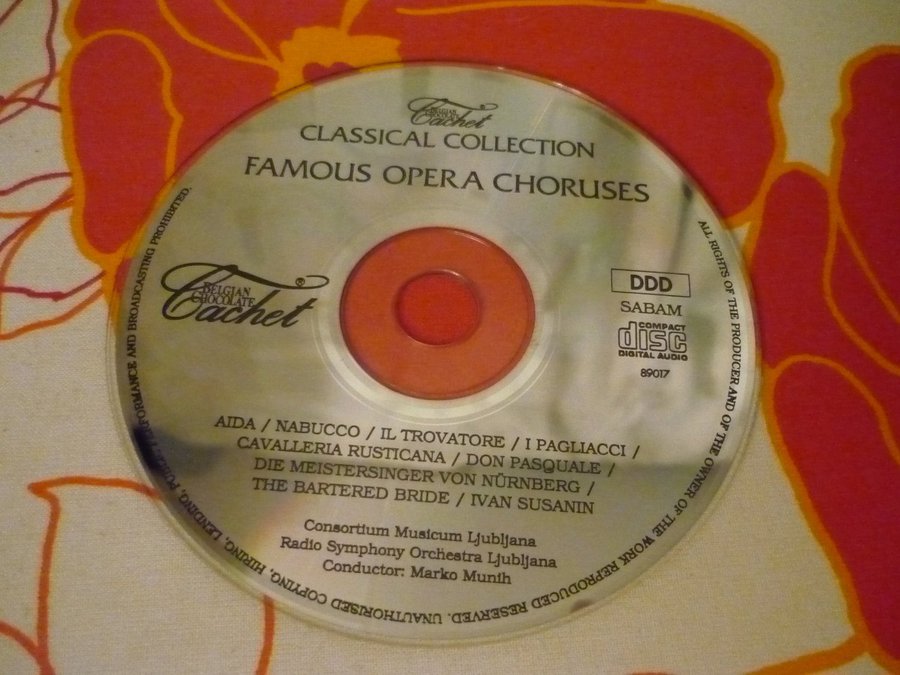 BELGIAN
CHOCOLATE
Cachet ®
CLASSICAL COLLECTION
FAMOUS OPERA CHORUSES
BELGIAN
CHOCOLATE
Cachet ®
DDD
SABAM
COMPACT
disc
DIGITAL AUDIO
89017
AIDA / NABUCCO / IL TROVATORE / I PAGLIACCI /
CAVALLERIA RUSTICANA / DON PASQUALE /
DIE MEISTERSINGER VON NÜRNBERG /
THE BARTERED BRIDE / IVAN SUSANIN
Consortium Musicum Ljubljana
Radio Symphony Orchestra Ljubljana
Conductor: Marko Munih
ALL RIGHTS OF THE PRODUCER AND OF THE OWNER OF THE WORK REPRODUCED RESERVED. UNAUTHORISED COPYING, HIRING, LENDING, PUBLIC PERFORMANCE AND BROADCASTING PROHIBITED.